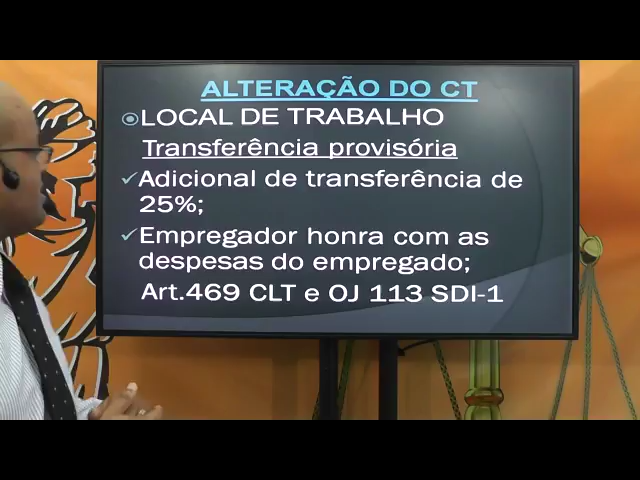 ALTERAÇÃO DO CT
LOCAL DE TRABALHO
Transferência provisória
Adicional de transferência de
25%;
Empregador honra com as
despesas do empregado;
Art.469 CLT e OJ 113 SDI-1